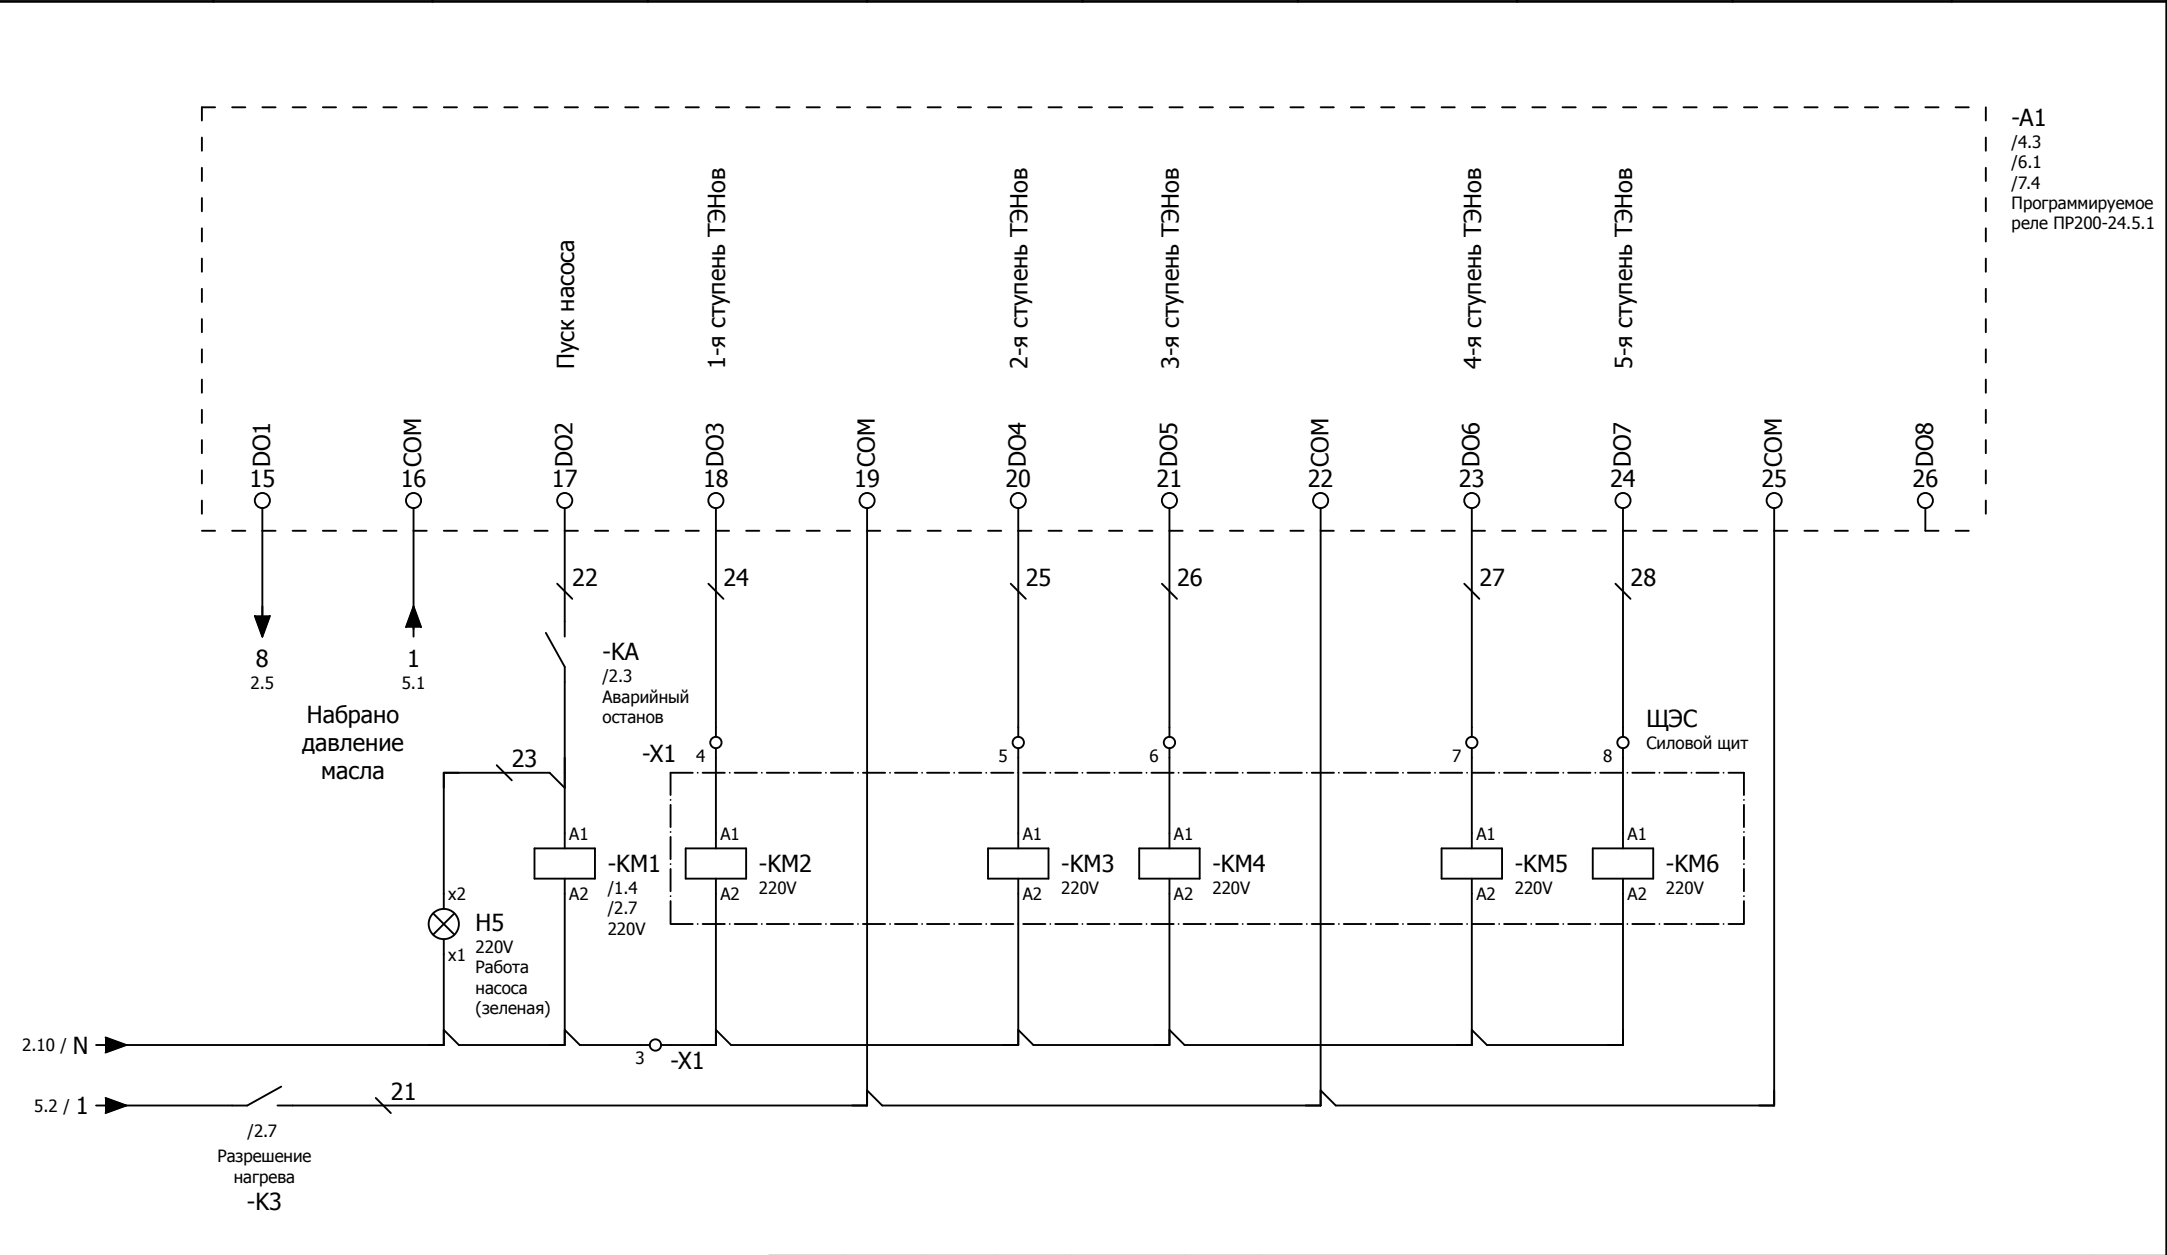 -A1
/4.3
/6.1
/7.4
Программируемое
реле ПР200-24.5.1
Пуск насоса
1-я ступень ТЭНов
2-я ступень ТЭНов
3-я ступень ТЭНов
4-я ступень ТЭНов
5-я ступень ТЭНов
DO1
COM
DO2
DO3
COM
DO4
DO5
COM
DO6
DO7
COM
DO8
15
16
17
18
19
20
21
22
23
24
25
26
22
24
25
26
27
28
8
2.5
1
5.1
Набрано
давление
масла
-KA
/2.3
Аварийный
останов
ЩЭС
Силовой щит
-X1
4
5
6
7
8
23
A1
A1
A1
A1
A1
A1
-KM1
/1.4
/2.7
220V
-KM2
220V
-KM3
220V
-KM4
220V
-KM5
220V
-KM6
220V
A2
A2
A2
A2
A2
A2
x2
H5
220V
x1
Работа
насоса
(зеленая)
2.10 / N
3
-X1
5.2 / 1
21
/2.7
Разрешение
нагрева
-K3